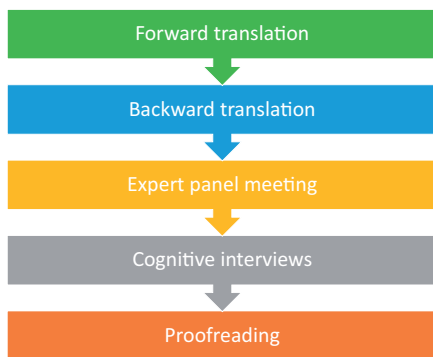 Forward translation
Backward translation
Expert panel meeting
Cognitive interviews
Proofreading